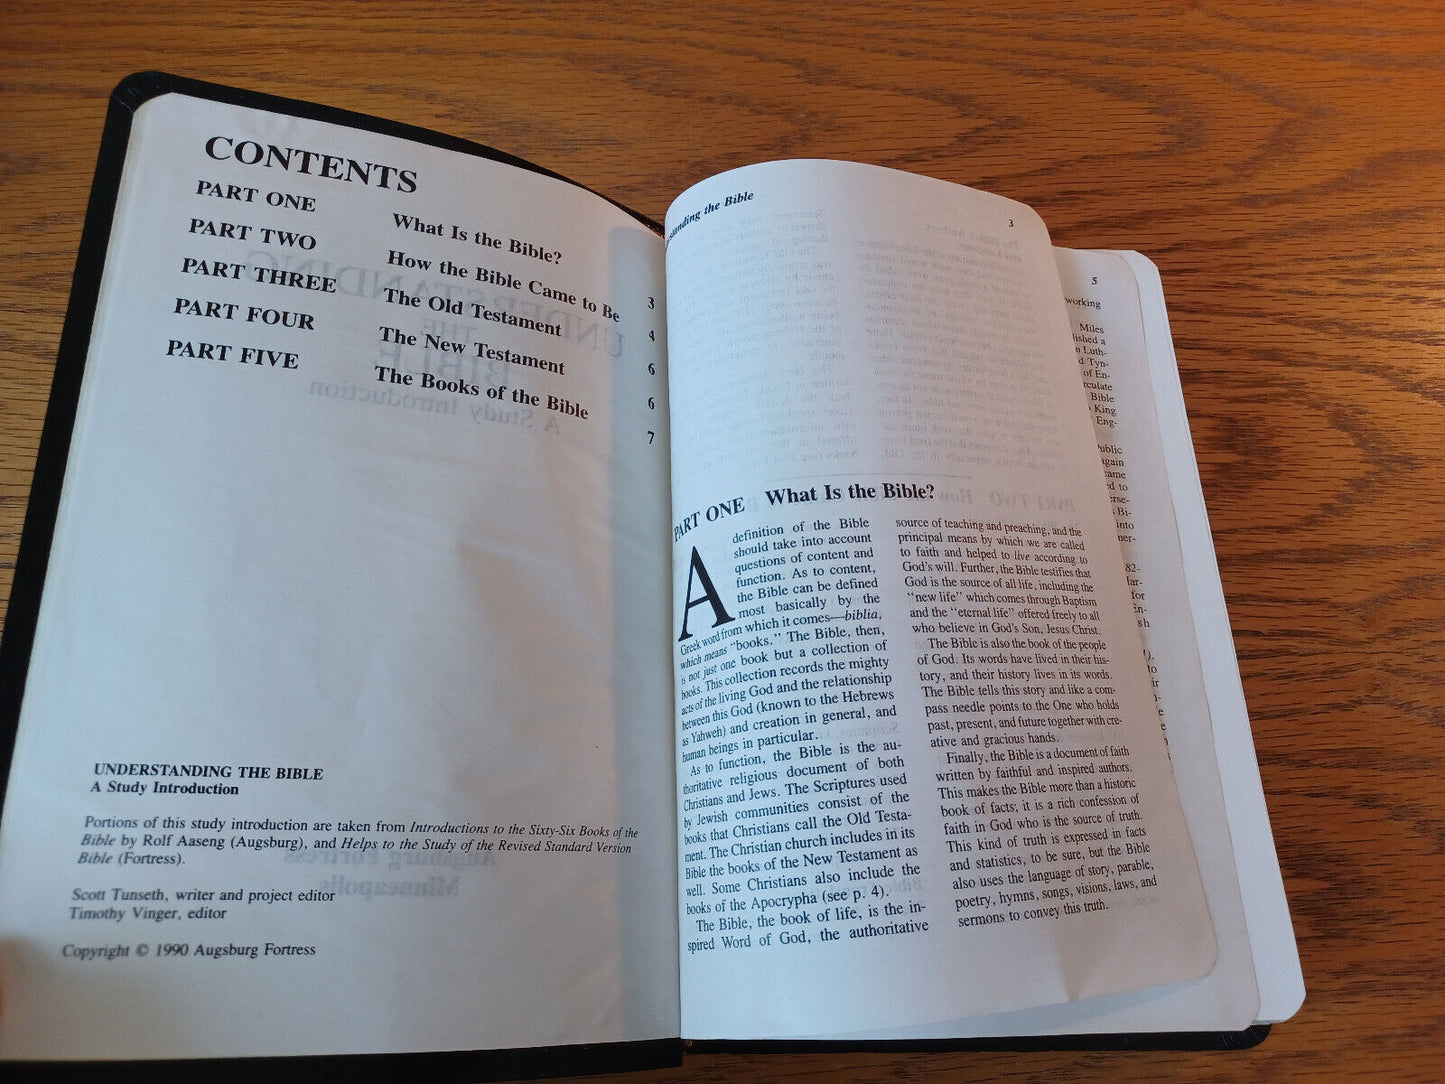 CONTENTS
PART ONE What Is the Bible? 3
PART TWO How the Bible Came to Be 4
PART THREE The Old Testament 6
PART FOUR The New Testament 6
PART FIVE The Books of the Bible 7
UNDERSTANDING THE BIBLE
A Study Introduction
Portions of this study introduction are taken from Introductions to the Sixty-Six Books of the
Bible by Rolf Aaseng (Augsburg), and Helps to the Study of the Revised Standard Version
Bible (Fortress).
Scott Tunseth, writer and project editor
Timothy Vinger, editor
Copyright © 1990 Augsburg Fortress
the Bible 3
PART ONE What Is the Bible?
A definition of the Bible
should take into account
questions of content and
function. As to content,
the Bible can be defined
most basically by the
Greek word from which it comes—biblia,
which means "books." The Bible, then,
is not just one book but a collection of
books. This collection records the mighty
acts of the living God and the relationship
between this God (known to the Hebrews
as Yahweh) and creation in general, and
human beings in particular.
As to function, the Bible is the au-
thoritative religious document of both
Christians and Jews. The Scriptures used
by Jewish communities consist of the
books that Christians call the Old Testa-
ment. The Christian church includes in its
Bible the books of the New Testament as
well. Some Christians also include the
books of the Apocrypha (see p. 4).
The Bible, the book of life, is the in-
spired Word of God, the authoritative
source of teaching and preaching, and the
principal means by which we are called
to faith and helped to live according to
God's will. Further, the Bible testifies that
God is the source of all life, including the
"new life" which comes through Baptism
and the "eternal life" offered freely to all
who believe in God's Son, Jesus Christ.
The Bible is also the book of the people
of God. Its words have lived in their his-
tory, and their history lives in its words.
The Bible tells this story and like a com-
pass needle points to the One who holds
past, present, and future together with cre-
ative and gracious hands.
Finally, the Bible is a document of faith
written by faithful and inspired authors.
This makes the Bible more than a historic
book of facts; it is a rich confession of
faith in God who is the source of truth.
This kind of truth is expressed in facts
and statistics, to be sure, but the Bible
also uses the language of story, parable,
poetry, hymns, songs, visions, laws, and
sermons to convey this truth.
5
working
Miles
a
Luth-
Tyn-
of En-
Bible
King
Eng-
to
Bi-
into
82-
for
to